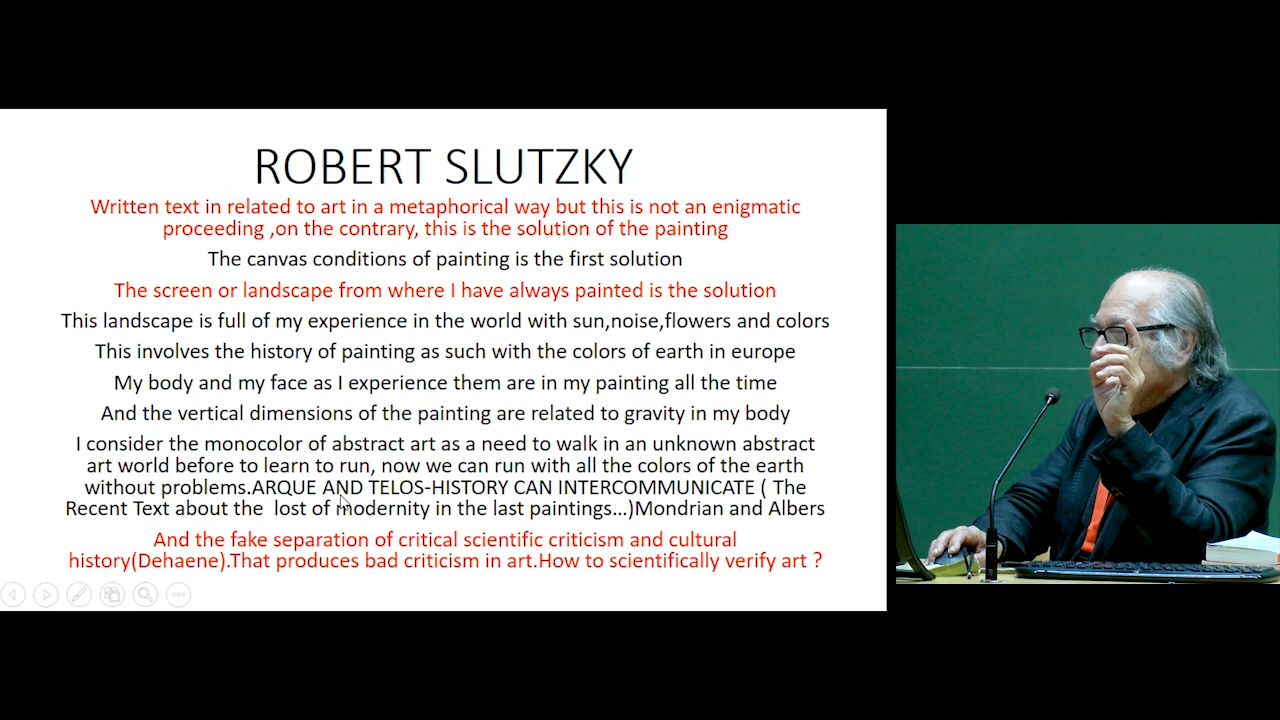 ROBERT SLUTZKY
Written text in related to art in a metaphorical way but this is not an enigmatic
proceeding ,on the contrary, this is the solution of the painting
The canvas conditions of painting is the first solution
The screen or landscape from where I have always painted is the solution
This landscape is full of my experience in the world with sun,noise,flowers and colors
This involves the history of painting as such with the colors of earth in europe
My body and my face as I experience them are in my painting all the time
And the vertical dimensions of the painting are related to gravity in my body
I consider the monocolor of abstract art as a need to walk in an unknown abstract
art world before to learn to run, now we can run with all the colors of the earth
without problems.ARQUE AND TELOS-HISTORY CAN INTERCOMMUNICATE ( The
Recent Text about the lost of modernity in the last paintings...)Mondrian and Albers
And the fake separation of critical scientific criticism and cultural
history(Dehaene).That produces bad criticism in art.How to scientifically verify art ?